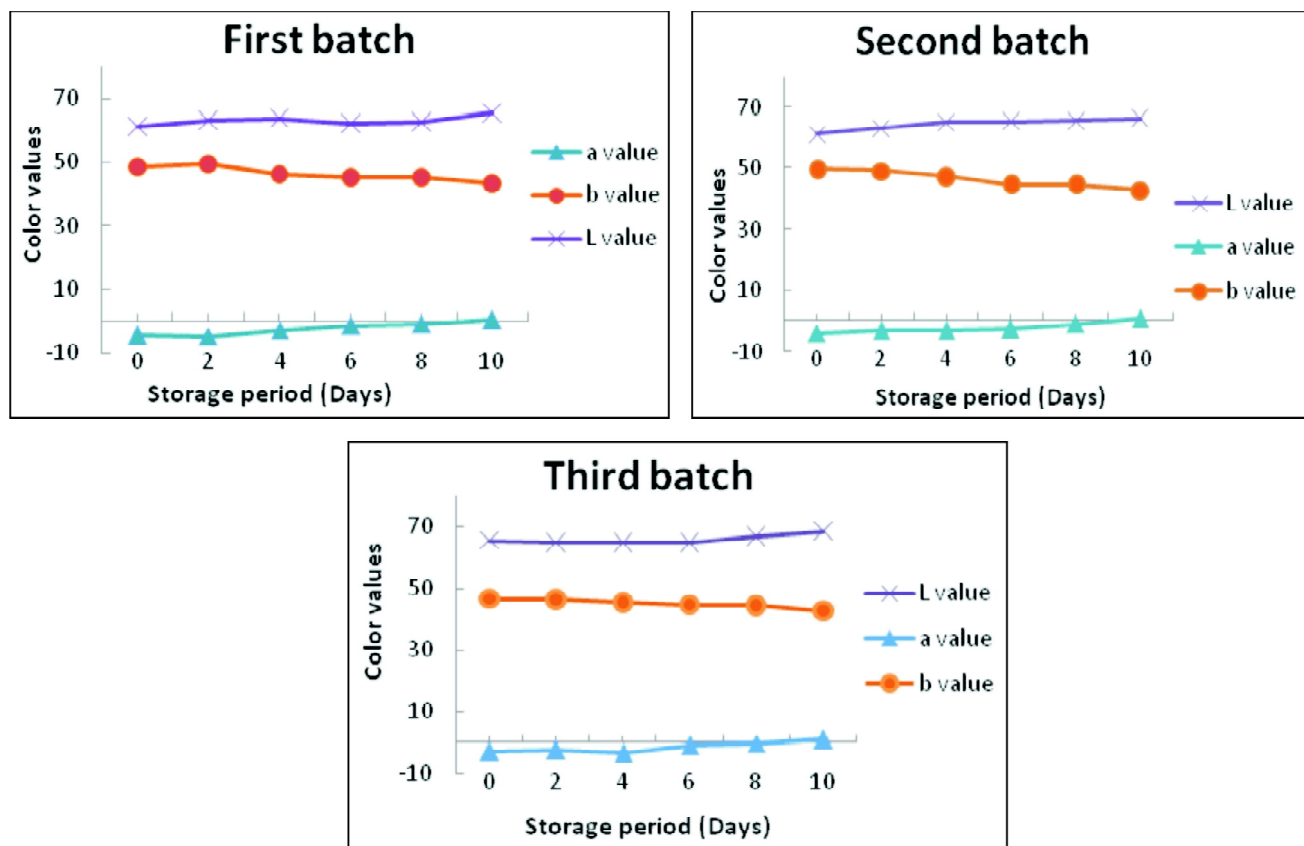 First batch
70
50
30
10
-10
Color values
0 2 4 6 8 10
Storage period (Days)
a value
b value
L value
Second batch
70
50
30
10
-10
Color values
0 2 4 6 8 10
Storage period (Days)
L value
a value
b value
Third batch
70
50
30
10
-10
Color values
0 2 4 6 8 10
Storage period (Days)
L value
a value
b value